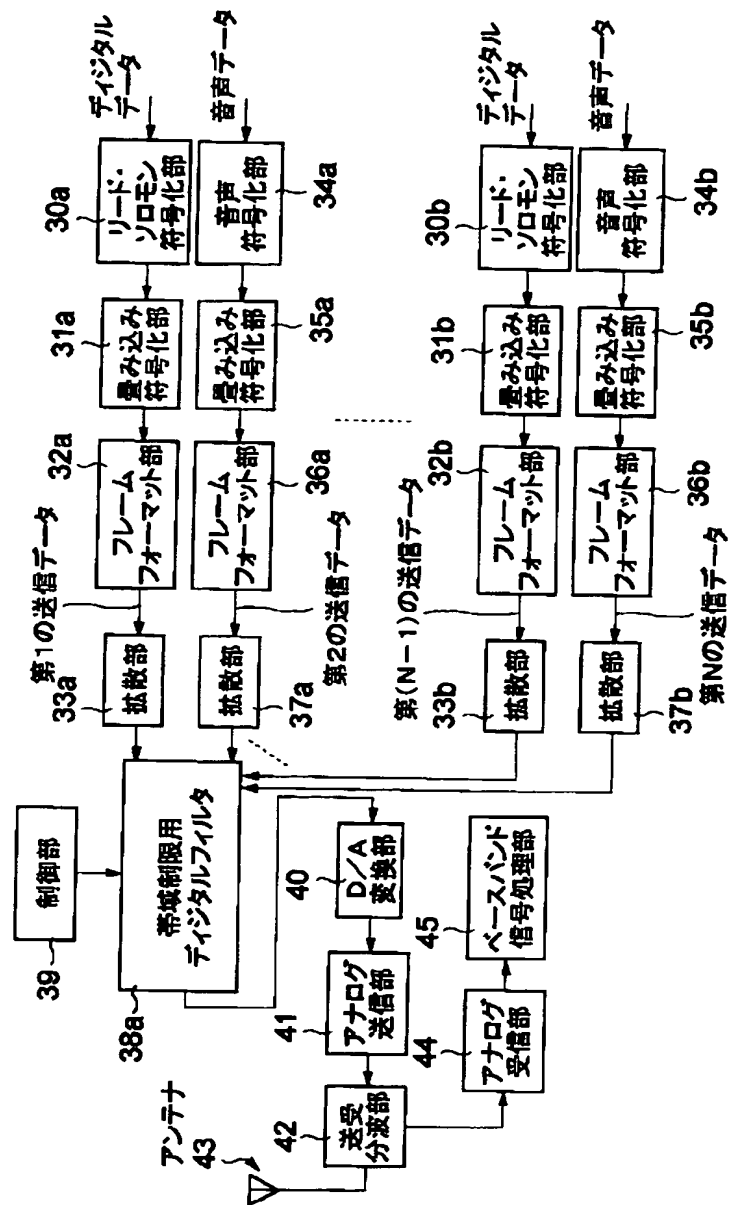 ディジタル
データ
音声データ
30a
リード・
ソロモン
符号化部
音声
符号化部
34a
31a
畳み込み
符号化部
畳み込み
符号化部
35a
32a
フレーム
フォーマット部
フレーム
フォーマット部
36a
第1の送信データ
第2の送信データ
33a
拡散部
拡散部
37a
ディジタル
データ
音声データ
30b
リード・
ソロモン
符号化部
音声
符号化部
34b
31b
畳み込み
符号化部
畳み込み
符号化部
35b
32b
フレーム
フォーマット部
フレーム
フォーマット部
36b
第(N-1)の送信データ
第Nの送信データ
33b
拡散部
拡散部
37b
制御部
39
帯域制限用
ディジタルフィルタ
38a
D/A
変換部
40
アナログ
送信部
41
送受
分波部
42
アンテナ
43
アナログ
受信部
44
ベースバンド
信号処理部
45